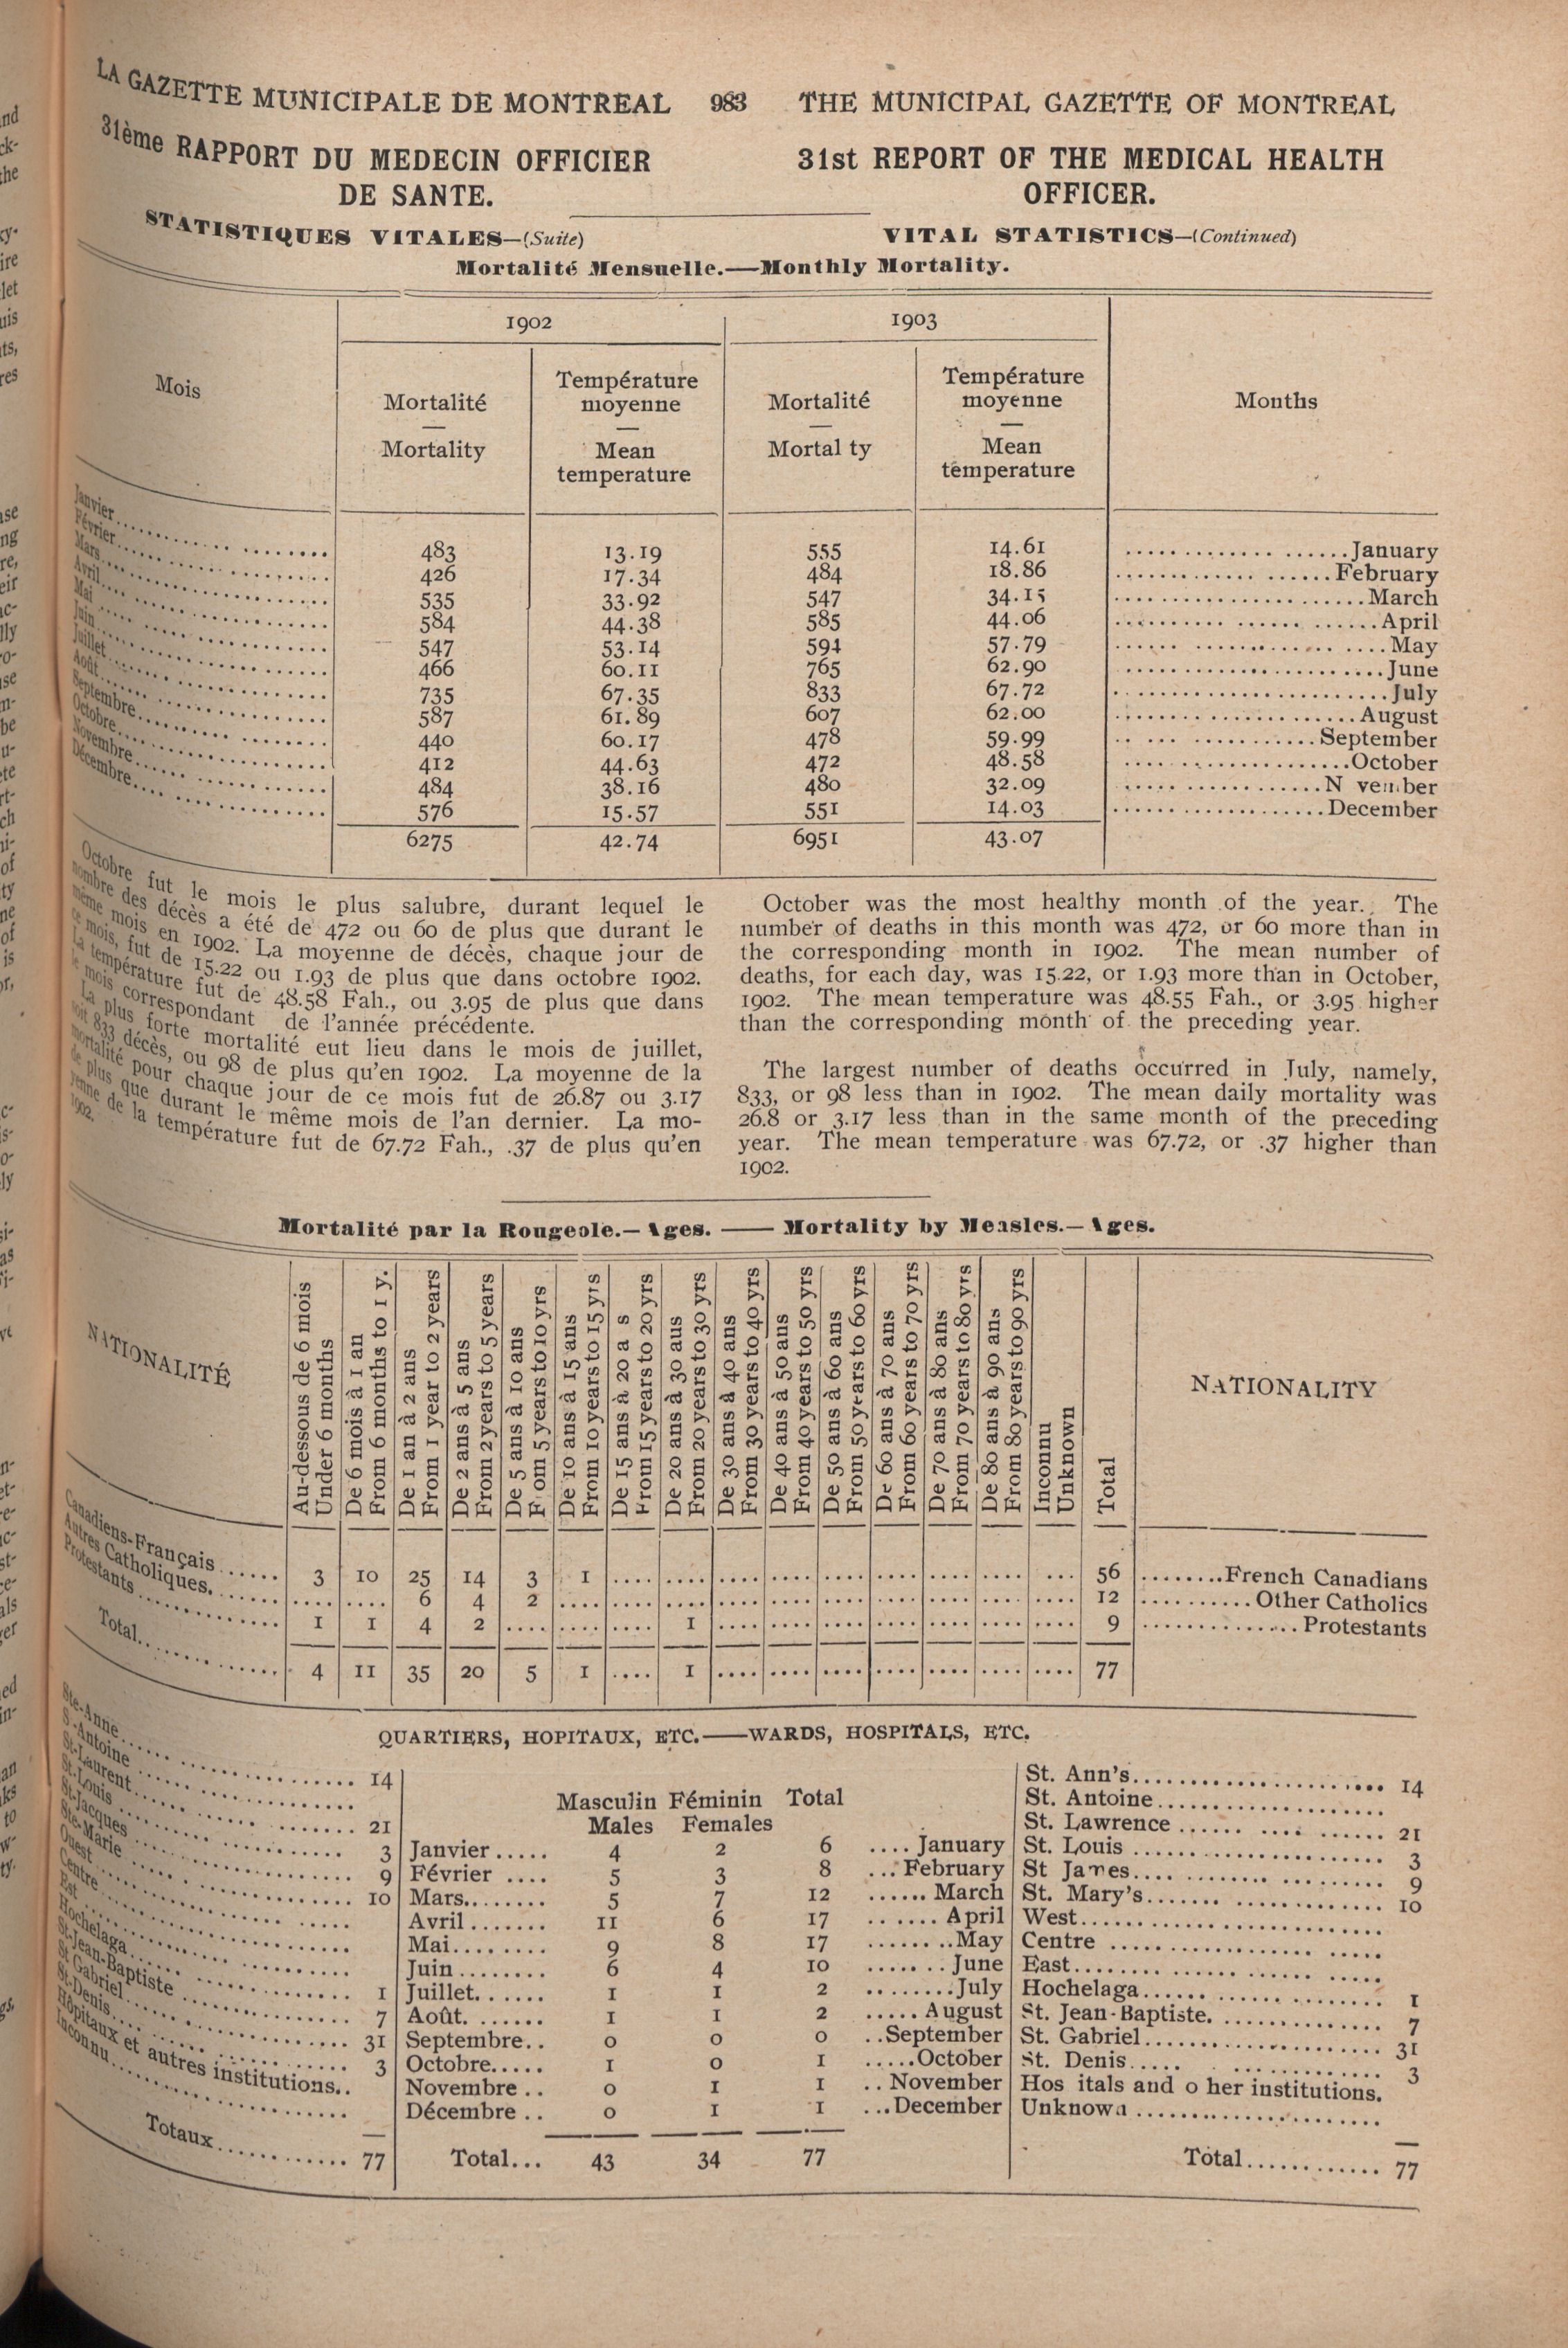 LA GAZETTE MUNICIPALE DE MONTREAL 983 THE MUNICIPAL GAZETTE OF MONTREAL
31ème RAPPORT DU MEDECIN OFFICIER
DE SANTE.
STATISTIQUES VITALES—(Suite)
31st REPORT OF THE MEDICAL HEALTH
OFFICER.
VITAL STATISTICS—(Continued)
Mortalité Mensuelle.—Monthly Mortality.
Mois 1902 1903 Months
Mortalité — Mortality Température moyenne — Mean temperature Mortalité — Mortal ty Température moyenne — Mean temperature
Janvier 483 13.19 555 14.61 January
Février 426 17.34 484 18.86 February
Mars 535 33.92 547 34.15 March
Avril 584 44.38 585 44.06 April
Mai 547 53.14 594 57.79 May
Juin 466 60.11 765 62.90 June
Juillet 735 67.35 833 67.72 July
Août 587 61.89 607 62.00 August
Septembre 440 60.17 478 59.99 September
Octobre 412 44.63 472 48.58 October
Novembre 484 38.16 480 32.09 N vember
Décembre 576 15.57 551 14.03 December
6275 42.74 6951 43.07
Octobre fut le mois le plus salubre, durant lequel le
nombre des décès a été de 472 ou 60 de plus que durant le
même mois en 1902. La moyenne de décès, chaque jour de
ce mois, fut de 15.22 ou 1.93 de plus que dans octobre 1902.
La température fut de 48.58 Fah., ou 3.95 de plus que dans
le mois correspondant de l'année précédente.
La plus forte mortalité eut lieu dans le mois de juillet,
soit 833 décès, ou 98 de plus qu'en 1902. La moyenne de la
mortalité pour chaque jour de ce mois fut de 26.87 ou 3.17
de plus que durant le même mois de l'an dernier. La mo-
yenne de la température fut de 67.72 Fah., .37 de plus qu'en
1902.
October was the most healthy month of the year. The
number of deaths in this month was 472, or 60 more than in
the corresponding month in 1902. The mean number of
deaths, for each day, was 15.22, or 1.93 more than in October,
1902. The mean temperature was 48.55 Fah., or 3.95 higher
than the corresponding month of the preceding year.
The largest number of deaths occurred in July, namely,
833, or 98 less than in 1902. The mean daily mortality was
26.8 or 3.17 less than in the same month of the preceding
year. The mean temperature was 67.72, or .37 higher than
1902.
Mortalité par la Rougeole.—Ages. —— Mortality by Measles.—Ages.
NATIONALITÉ
Au-dessous de 6 mois
Under 6 months
De 6 mois à 1 an
From 6 months to 1 y.
De 1 an à 2 ans
From 1 year to 2 years
De 2 ans à 5 ans
From 2 years to 5 years
De 5 ans à 10 ans
F om 5 years to 10 yrs
De 10 ans à 15 ans
From 10 years to 15 yrs
De 15 ans à 20 a s
From 15 years to 20 yrs
De 20 ans à 30 ans
From 20 years to 30 yrs
De 30 ans à 40 ans
From 30 years to 40 yrs
De 40 ans à 50 ans
From 40 years to 50 yrs
De 50 ans à 60 ans
From 50 years to 60 yrs
De 60 ans à 70 ans
From 60 years to 70 yrs
De 70 ans à 80 ans
From 70 years to 80 yrs
De 80 ans à 90 ans
From 80 years to 90 yrs
Inconnu
Unknown
Total
NATIONALITY
Canadiens-Français 3 10 25 14 3 1 .... .... .... .... .... .... .... .... ... 56 French Canadians
Autres Catholiques. .... .... 6 4 2 .... .... .... .... .... .... .... .... .... .... 12 Other Catholics
Protestants 1 1 4 2 .... .... .... 1 .... .... .... .... .... .... .... 9 Protestants
Total 4 11 35 20 5 1 .... 1 .... .... .... .... .... .... .... 77
QUARTIERS, HOPITAUX, ETC.——WARDS, HOSPITALS, ETC.
Ste-Anne 14
S-Antoine
St-Laurent 21
St-Louis 3
St-Jacques 9
Ste-Marie 10
Ouest
Centre
Est
Hochelaga 1
St-Jean-Baptiste 7
St Gabriel 31
St-Denis 3
Hôpitaux et autres institutions..
Inconnu
Totaux 77
Masculin Féminin Total
Males Females
Janvier 4 2 6 January
Février 5 3 8 February
Mars 5 7 12 March
Avril 11 6 17 April
Mai 9 8 17 May
Juin 6 4 10 June
Juillet 1 1 2 July
Août 1 1 2 August
Septembre 0 0 0 September
Octobre 1 0 1 October
Novembre 0 1 1 November
Décembre 0 1 1 December
Total... 43 34 77
St. Ann's 14
St. Antoine
St. Lawrence 21
St. Louis 3
St James 9
St. Mary's 10
West
Centre
East
Hochelaga 1
St. Jean-Baptiste. 7
St. Gabriel 31
St. Denis 3
Hos itals and o her institutions.
Unknown
Total 77